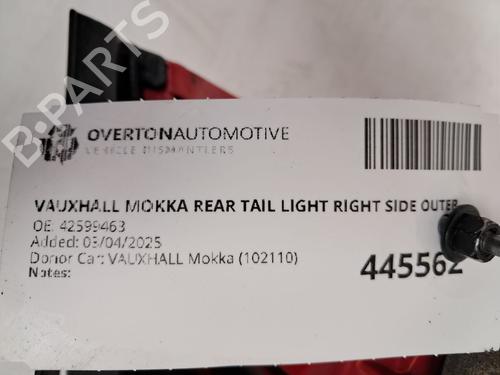 B-PARTS
OVERTONAUTOMOTIVE
VEHICLE DISMANTLERS
VAUXHALL MOKKA REAR TAIL LIGHT RIGHT SIDE OUTER
OE: 42599463
Added: 03/04/2025
Donor Car: VAUXHALL Mokka (102110)
Notes:
445562